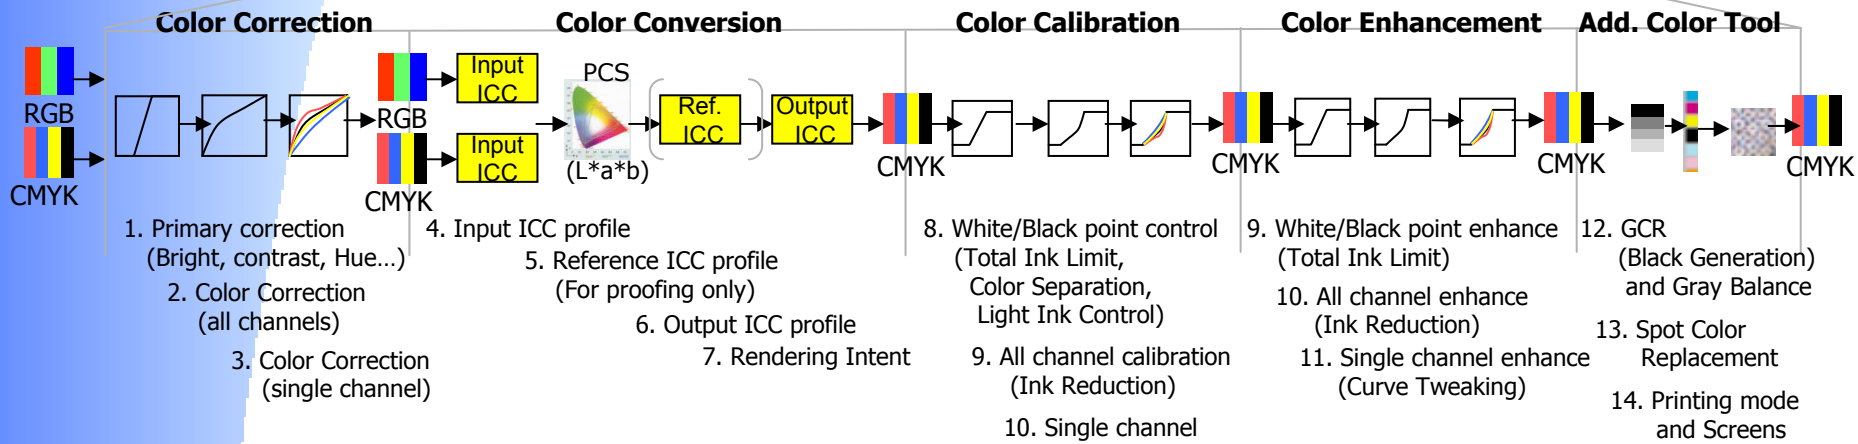 Color Correction
Color Conversion
Color Calibration
Color Enhancement
Add. Color Tool
RGB
CMYK
RGB
CMYK
Input
ICC
Input
ICC
PCS
(L*a*b)
Ref.
ICC
Output
ICC
CMYK
CMYK
CMYK
CMYK
1. Primary correction
(Bright, contrast, Hue...)
2. Color Correction
(all channels)
3. Color Correction
(single channel)
4. Input ICC profile
5. Reference ICC profile
(For proofing only)
6. Output ICC profile
7. Rendering Intent
8. White/Black point control
(Total Ink Limit,
Color Separation,
Light Ink Control)
9. All channel calibration
(Ink Reduction)
10. Single channel
9. White/Black point enhance
(Total Ink Limit)
10. All channel enhance
(Ink Reduction)
11. Single channel enhance
(Curve Tweaking)
12. GCR
(Black Generation)
and Gray Balance
13. Spot Color
Replacement
14. Printing mode
and Screens